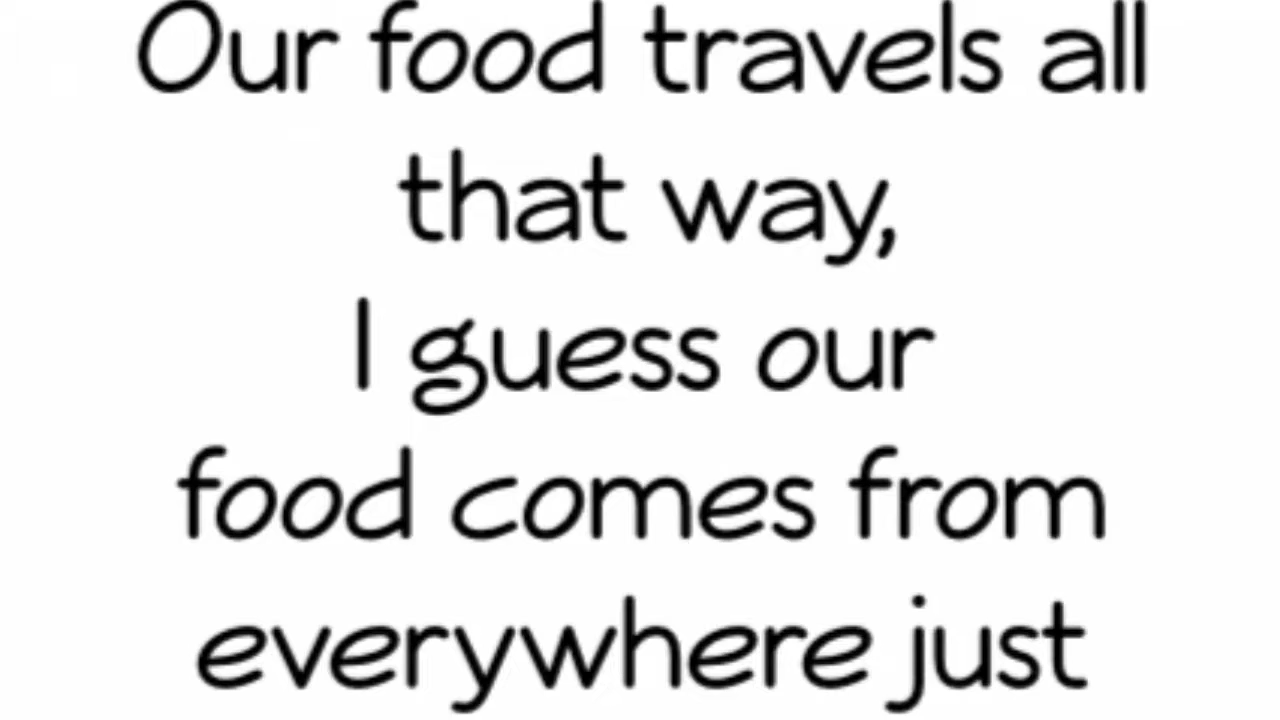 Our food travels all
that way,
I guess our
food comes from
everywhere just